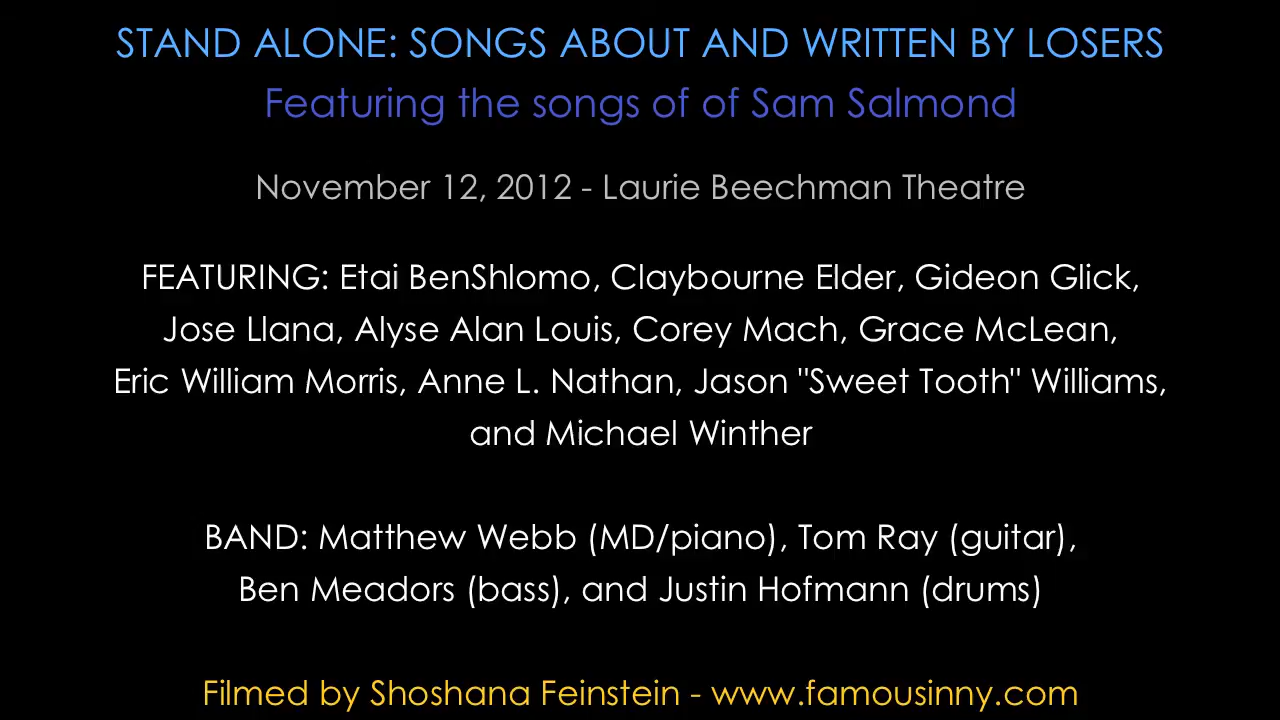 STAND ALONE: SONGS ABOUT AND WRITTEN BY LOSERS
Featuring the songs of of Sam Salmond
November 12, 2012 - Laurie Beechman Theatre
FEATURING: Etai BenShlomo, Claybourne Elder, Gideon Glick,
Jose Llana, Alyse Alan Louis, Corey Mach, Grace McLean,
Eric William Morris, Anne L. Nathan, Jason "Sweet Tooth" Williams,
and Michael Winther
BAND: Matthew Webb (MD/piano), Tom Ray (guitar),
Ben Meadors (bass), and Justin Hofmann (drums)
Filmed by Shoshana Feinstein - www.famousinny.com